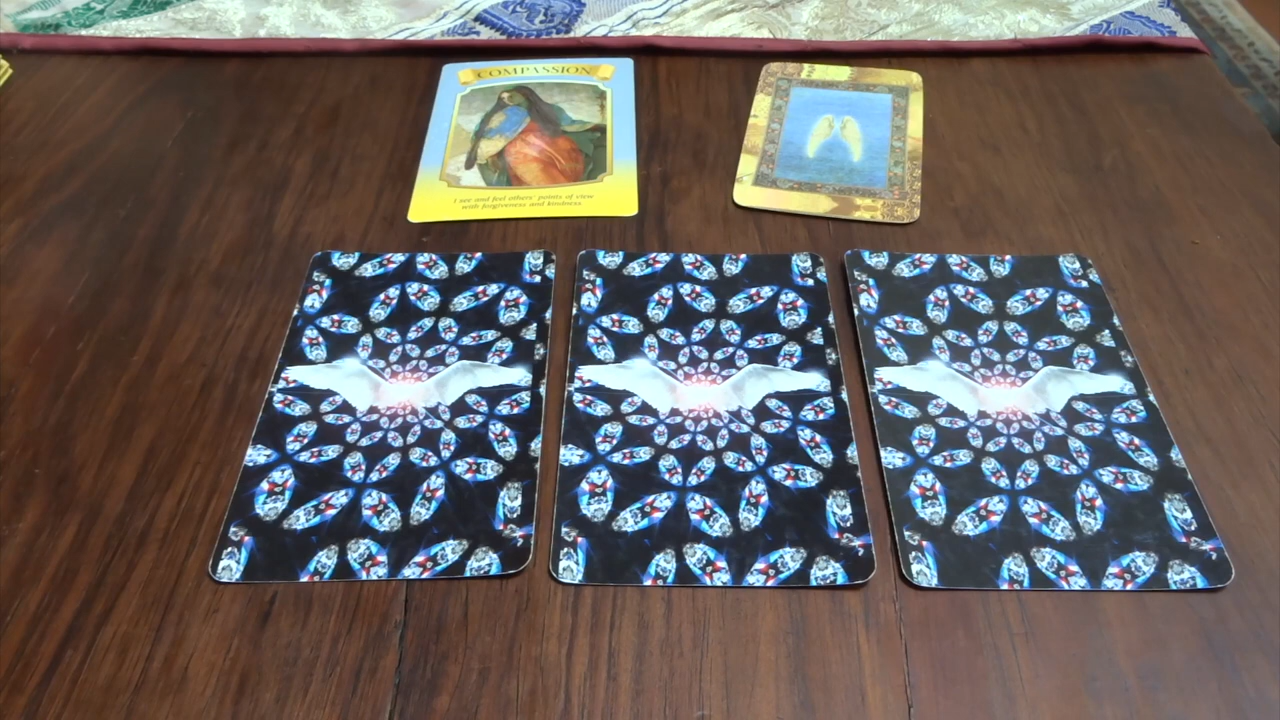 COMPASSION
I see and feel others' points of view
with forgiveness and kindness.